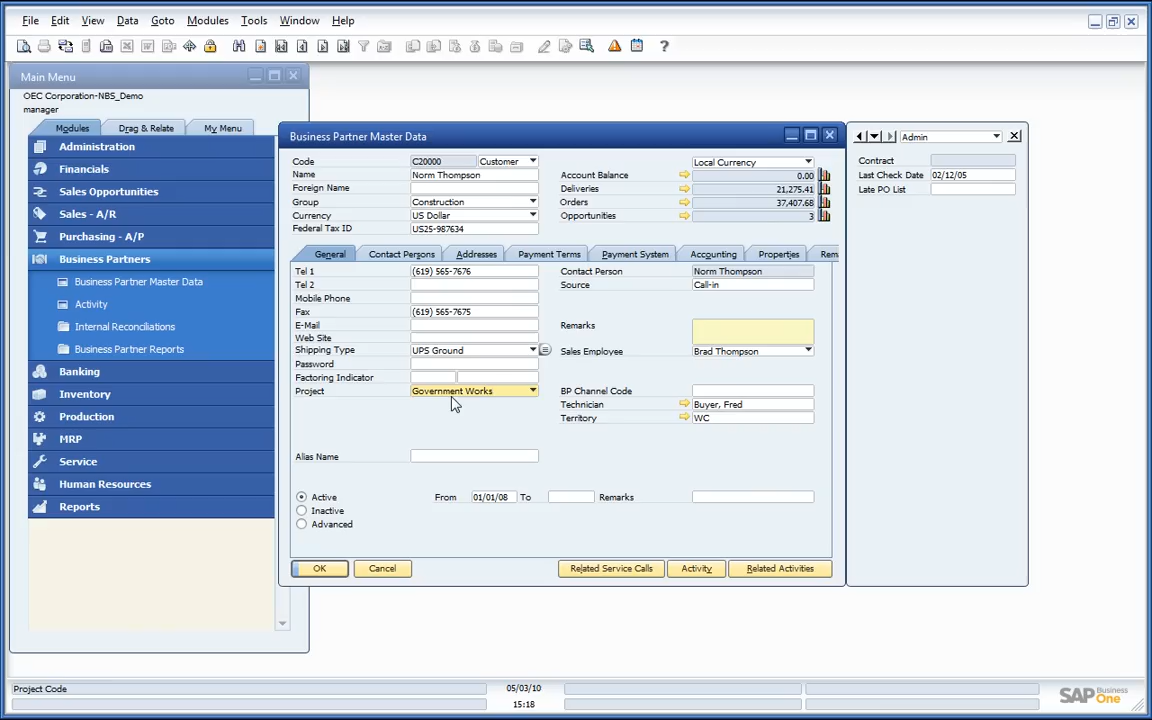 File Edit View Data Goto Modules Tools Window Help
Main Menu
OEC Corporation-NBS_Demo
manager
Modules Drag & Relate My Menu
Administration
Financials
Sales Opportunities
Sales - A/R
Purchasing - A/P
Business Partners
Business Partner Master Data
Activity
Internal Reconciliations
Business Partner Reports
Banking
Inventory
Production
MRP
Service
Human Resources
Reports
Business Partner Master Data
Code C20000 Customer Local Currency
Name Norm Thompson Account Balance 0.00
Foreign Name Deliveries 21,275.41
Group Construction Orders 37,407.68
Currency US Dollar Opportunities 3
Federal Tax ID US25-987634
General Contact Persons Addresses Payment Terms Payment System Accounting Properties Rem
Tel 1 (619) 565-7676 Contact Person Norm Thompson
Tel 2 Source Call-in
Mobile Phone
Fax (619) 565-7675
E-Mail Remarks
Web Site
Shipping Type UPS Ground Sales Employee Brad Thompson
Password
Factoring Indicator
Project Government Works BP Channel Code
Technician Buyer, Fred
Territory WC
Alias Name
Active From 01/01/08 To Remarks
Inactive
Advanced
OK Cancel Related Service Calls Activity Related Activities
Admin
Contract
Last Check Date 02/12/05
Late PO List
Project Code 05/03/10
15:18
SAP Business One